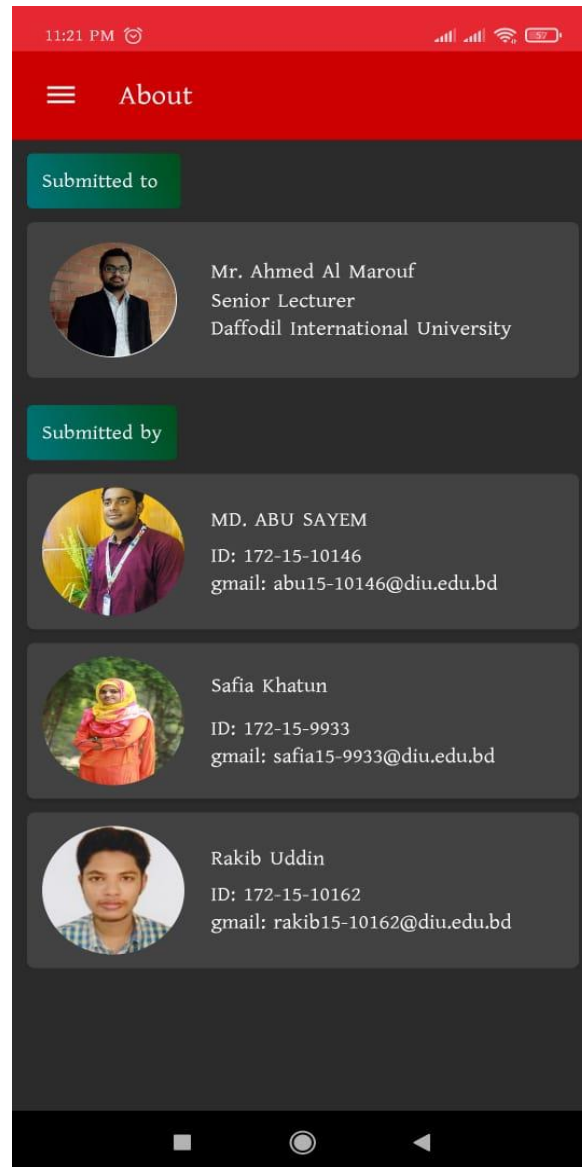 11:21 PM
57
About
Submitted to
Mr. Ahmed Al Marouf
Senior Lecturer
Daffodil International University
Submitted by
MD. ABU SAYEM
ID: 172-15-10146
gmail: abu15-10146@diu.edu.bd
Safia Khatun
ID: 172-15-9933
gmail: safia15-9933@diu.edu.bd
Rakib Uddin
ID: 172-15-10162
gmail: rakib15-10162@diu.edu.bd